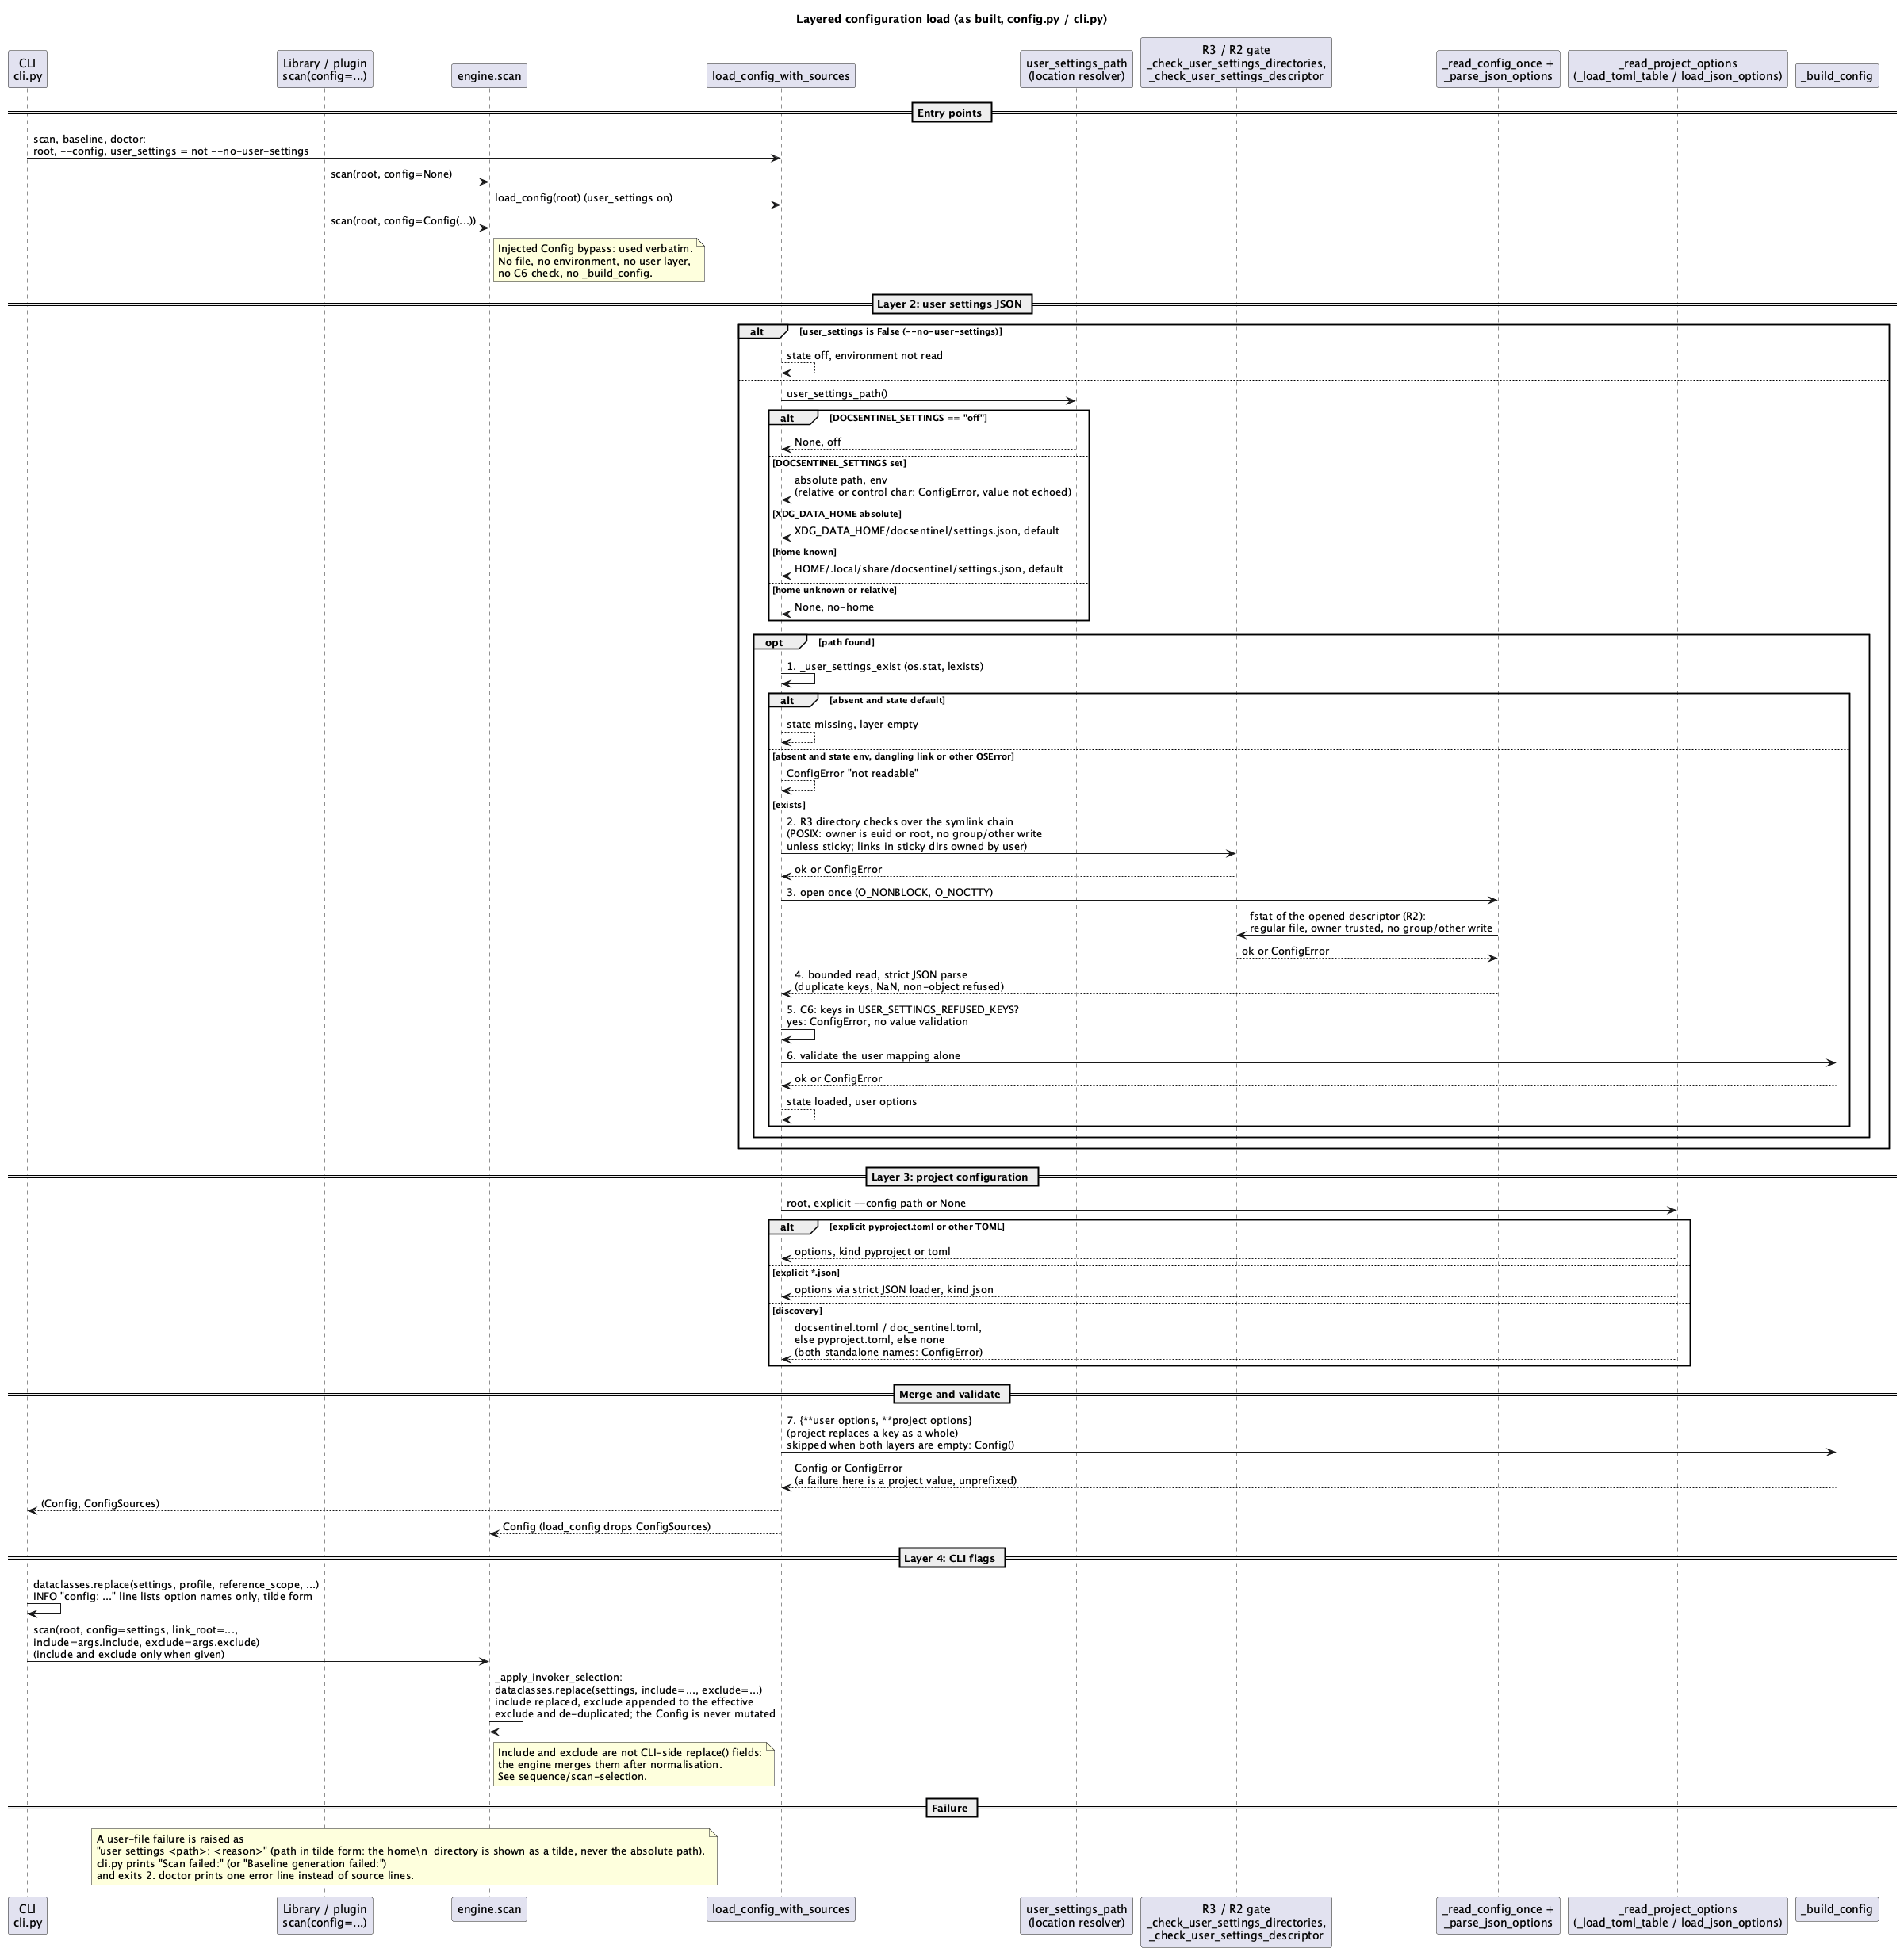 Layered configuration load (as built, config.py / cli.py)
CLI
cli.py
Library / plugin
scan(config=...)
engine.scan
load_config_with_sources
user_settings_path
(location resolver)
R3 / R2 gate
_check_user_settings_directories,
_check_user_settings_descriptor
_read_config_once +
_parse_json_options
_read_project_options
(_load_toml_table / load_json_options)
_build_config
Entry points
scan, baseline, doctor:
root, --config, user_settings = not --no-user-settings
scan(root, config=None)
load_config(root) (user_settings on)
scan(root, config=Config(...))
Injected Config bypass: used verbatim.
No file, no environment, no user layer,
no C6 check, no _build_config.
Layer 2: user settings JSON
alt [user_settings is False (--no-user-settings)]
state off, environment not read
user_settings_path()
alt [DOCSENTINEL_SETTINGS == "off"]
None, off
[DOCSENTINEL_SETTINGS set]
absolute path, env
(relative or control char: ConfigError, value not echoed)
[XDG_DATA_HOME absolute]
XDG_DATA_HOME/docsentinel/settings.json, default
[home known]
HOME/.local/share/docsentinel/settings.json, default
[home unknown or relative]
None, no-home
opt [path found]
1. _user_settings_exist (os.stat, lexists)
alt [absent and state default]
state missing, layer empty
[absent and state env, dangling link or other OSError]
ConfigError "not readable"
[exists]
2. R3 directory checks over the symlink chain
(POSIX: owner is euid or root, no group/other write
unless sticky; links in sticky dirs owned by user)
ok or ConfigError
3. open once (O_NONBLOCK, O_NOCTTY)
fstat of the opened descriptor (R2):
regular file, owner trusted, no group/other write
ok or ConfigError
4. bounded read, strict JSON parse
(duplicate keys, NaN, non-object refused)
5. C6: keys in USER_SETTINGS_REFUSED_KEYS?
yes: ConfigError, no value validation
6. validate the user mapping alone
ok or ConfigError
state loaded, user options
Layer 3: project configuration
root, explicit --config path or None
alt [explicit pyproject.toml or other TOML]
options, kind pyproject or toml
[explicit *.json]
options via strict JSON loader, kind json
[discovery]
docsentinel.toml / doc_sentinel.toml,
else pyproject.toml, else none
(both standalone names: ConfigError)
Merge and validate
7. {**user options, **project options}
(project replaces a key as a whole)
skipped when both layers are empty: Config()
Config or ConfigError
(a failure here is a project value, unprefixed)
(Config, ConfigSources)
Config (load_config drops ConfigSources)
Layer 4: CLI flags
dataclasses.replace(settings, profile, reference_scope, ...)
INFO "config: ..." line lists option names only, tilde form
scan(root, config=settings, link_root=...,
include=args.include, exclude=args.exclude)
(include and exclude only when given)
_apply_invoker_selection:
dataclasses.replace(settings, include=..., exclude=...)
include replaced, exclude appended to the effective
exclude and de-duplicated; the Config is never mutated
Include and exclude are not CLI-side replace() fields:
the engine merges them after normalisation.
See sequence/scan-selection.
Failure
A user-file failure is raised as
"user settings <path>: <reason>" (path in tilde form: the home\n  directory is shown as a tilde, never the absolute path).
cli.py prints "Scan failed:" (or "Baseline generation failed:")
and exits 2. doctor prints one error line instead of source lines.
CLI
cli.py
Library / plugin
scan(config=...)
engine.scan
load_config_with_sources
user_settings_path
(location resolver)
R3 / R2 gate
_check_user_settings_directories,
_check_user_settings_descriptor
_read_config_once +
_parse_json_options
_read_project_options
(_load_toml_table / load_json_options)
_build_config